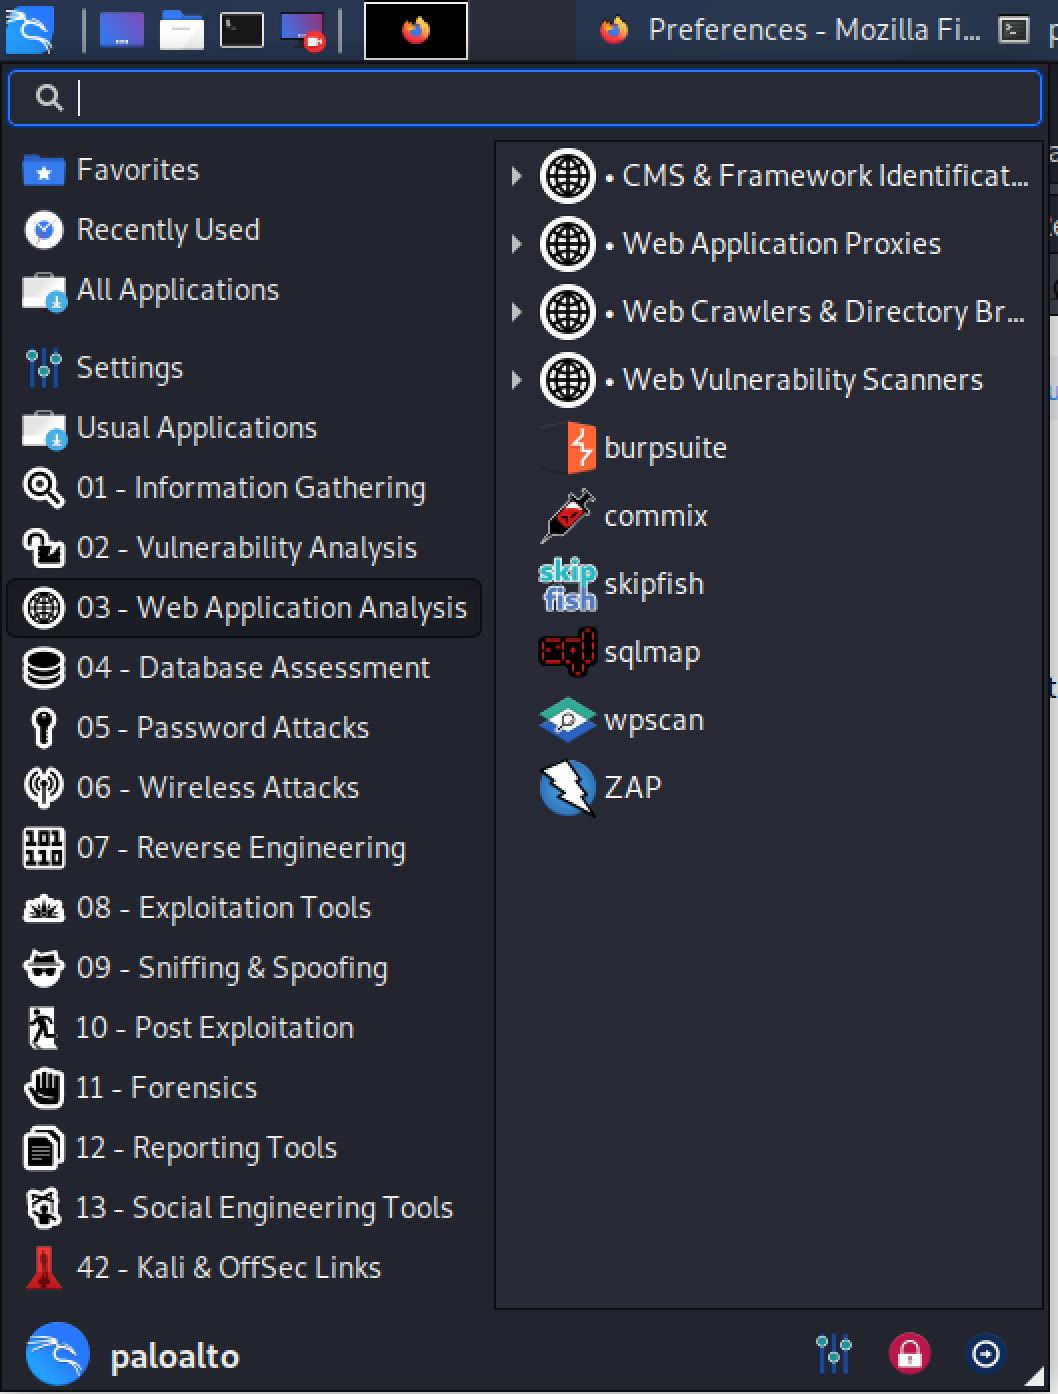 Preferences - Mozilla Fi...
Favorites
Recently Used
All Applications
Settings
Usual Applications
01 - Information Gathering
02 - Vulnerability Analysis
03 - Web Application Analysis
04 - Database Assessment
05 - Password Attacks
06 - Wireless Attacks
07 - Reverse Engineering
08 - Exploitation Tools
09 - Sniffing & Spoofing
10 - Post Exploitation
11 - Forensics
12 - Reporting Tools
13 - Social Engineering Tools
42 - Kali & OffSec Links
• CMS & Framework Identificat...
• Web Application Proxies
• Web Crawlers & Directory Br...
• Web Vulnerability Scanners
burpsuite
commix
skip
fish
skipfish
sqlmap
wpscan
ZAP
paloalto